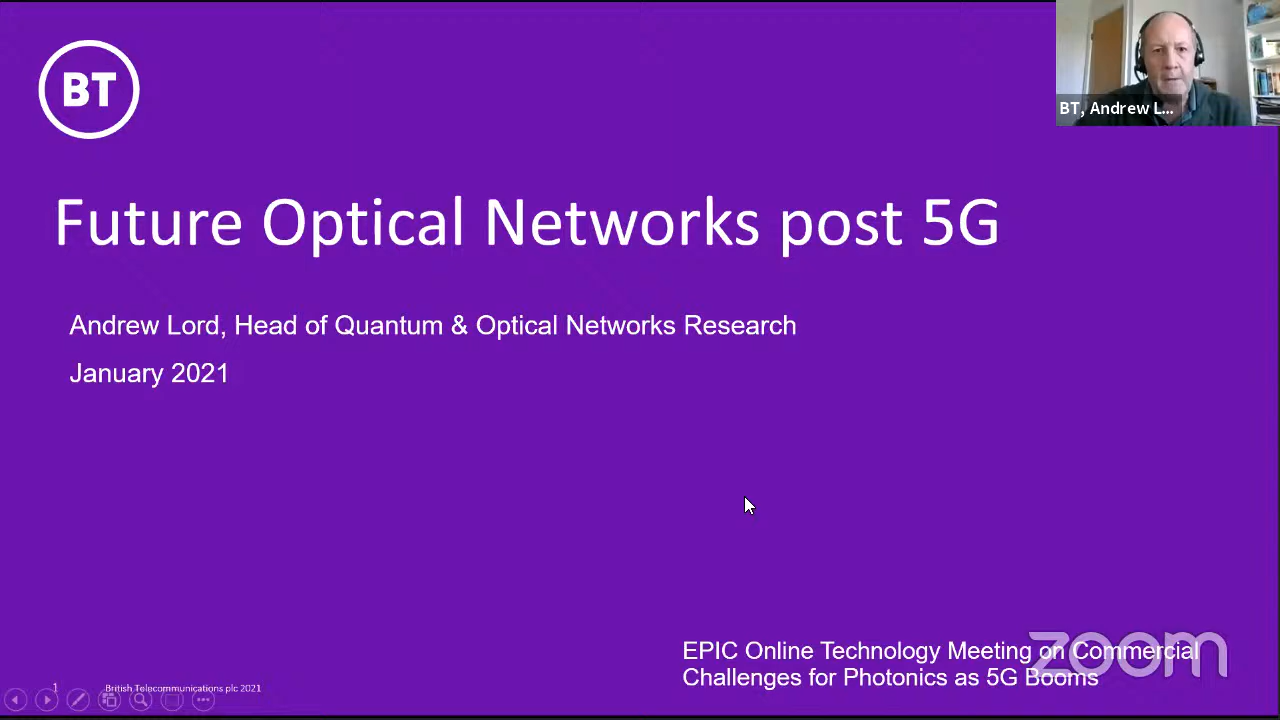 BT
BT, Andrew L...
Future Optical Networks post 5G
Andrew Lord, Head of Quantum & Optical Networks Research
January 2021
EPIC Online Technology Meeting on Commercial
Challenges for Photonics as 5G Booms
zoom
1
British Telecommunications plc 2021